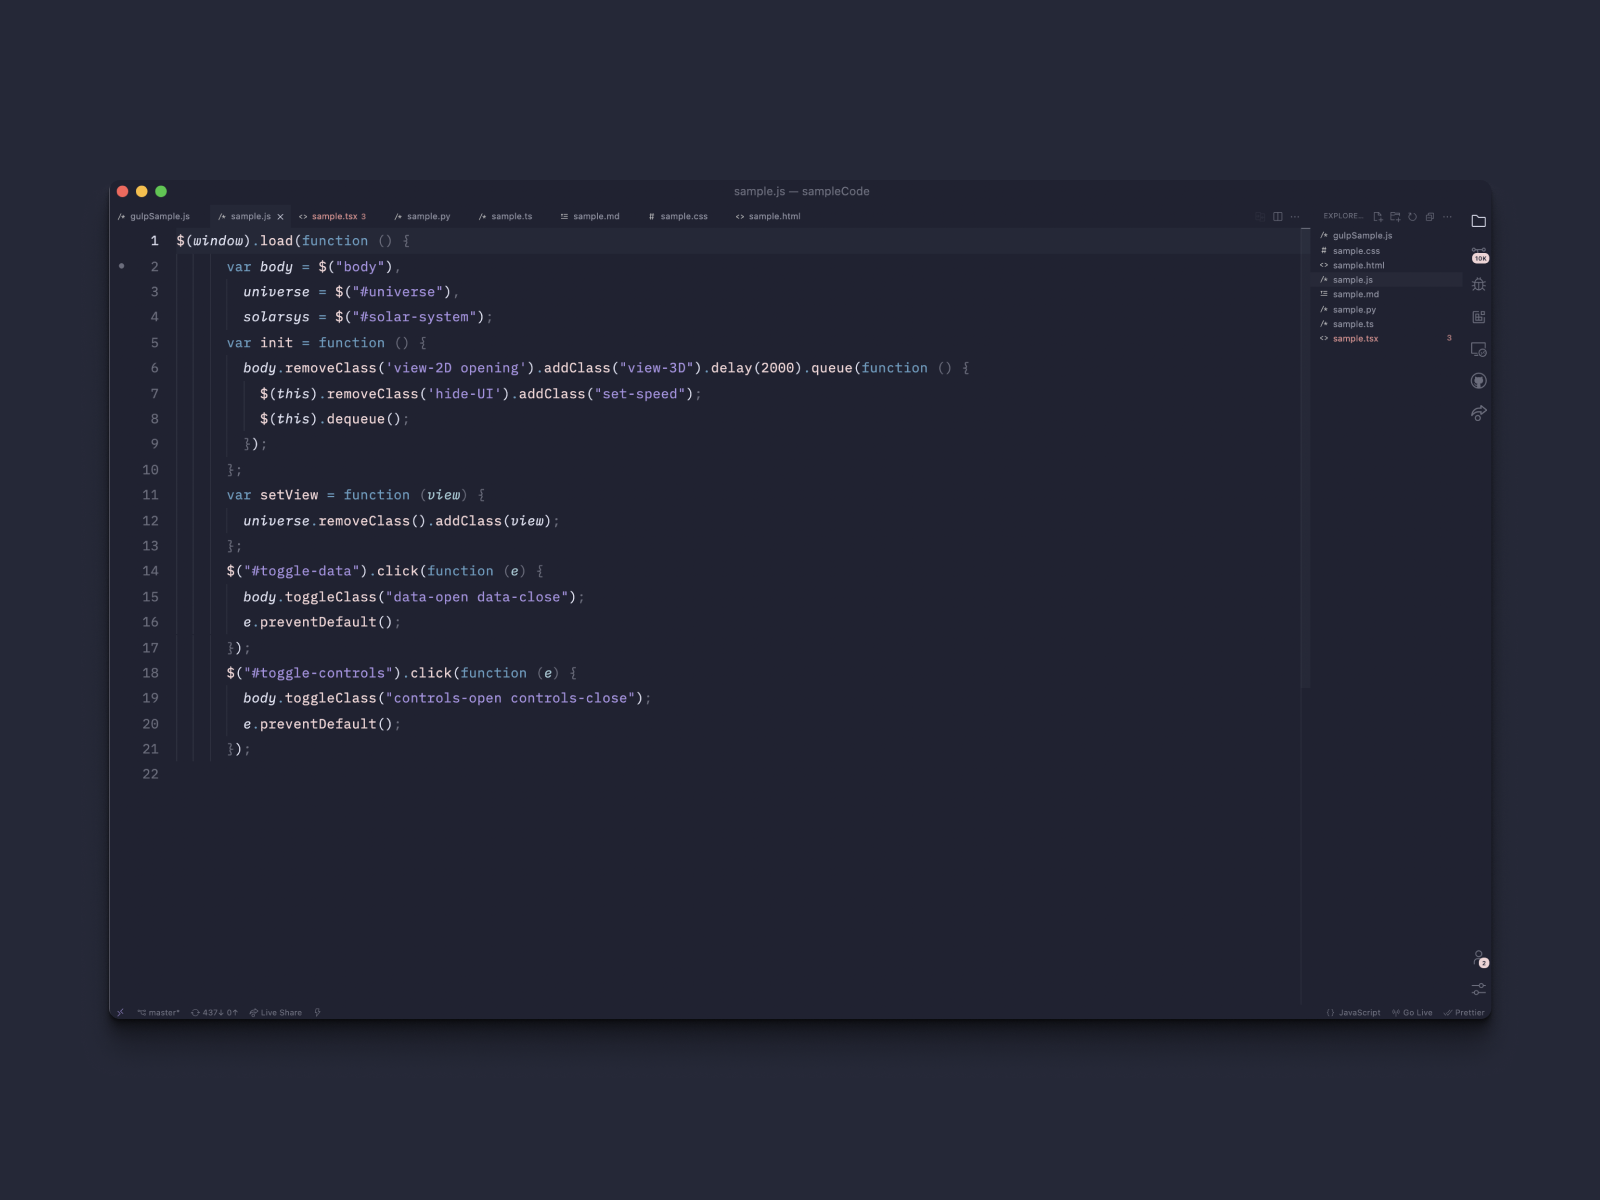 sample.js — sampleCode
/* gulpSample.js
/* sample.js ×
<> sample.tsx 3
/* sample.py
/* sample.ts
sample.md
# sample.css
<> sample.html
···
1 $(window).load(function () {
2 var body = $("body"),
3 universe = $("#universe"),
4 solarsys = $("#solar-system");
5 var init = function () {
6 body.removeClass('view-2D opening').addClass("view-3D").delay(2000).queue(function () {
7 $(this).removeClass('hide-UI').addClass("set-speed");
8 $(this).dequeue();
9 });
10 };
11 var setView = function (view) {
12 universe.removeClass().addClass(view);
13 };
14 $("#toggle-data").click(function (e) {
15 body.toggleClass("data-open data-close");
16 e.preventDefault();
17 });
18 $("#toggle-controls").click(function (e) {
19 body.toggleClass("controls-open controls-close");
20 e.preventDefault();
21 });
22
EXPLORE... ···
/* gulpSample.js
# sample.css
<> sample.html
/* sample.js
sample.md
/* sample.py
/* sample.ts
<> sample.tsx 3
10K
2
master* 437↓ 0↑ Live Share
{} JavaScript Go Live Prettier